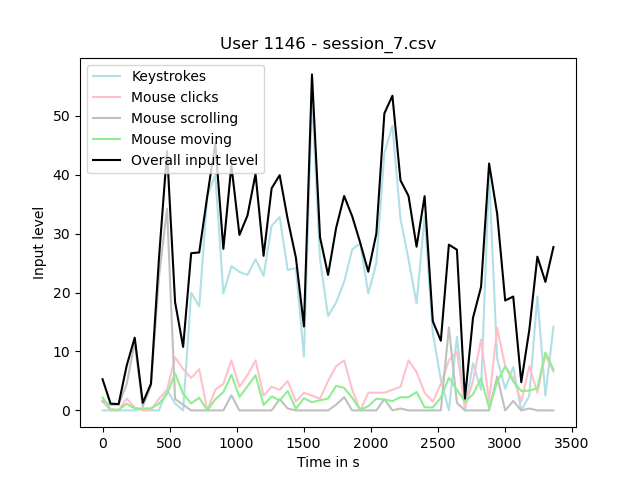 User 1146 - session_7.csv
Keystrokes
Mouse clicks
Mouse scrolling
Mouse moving
Overall input level
Input level
50
40
30
20
10
0
0 500 1000 1500 2000 2500 3000 3500
Time in s